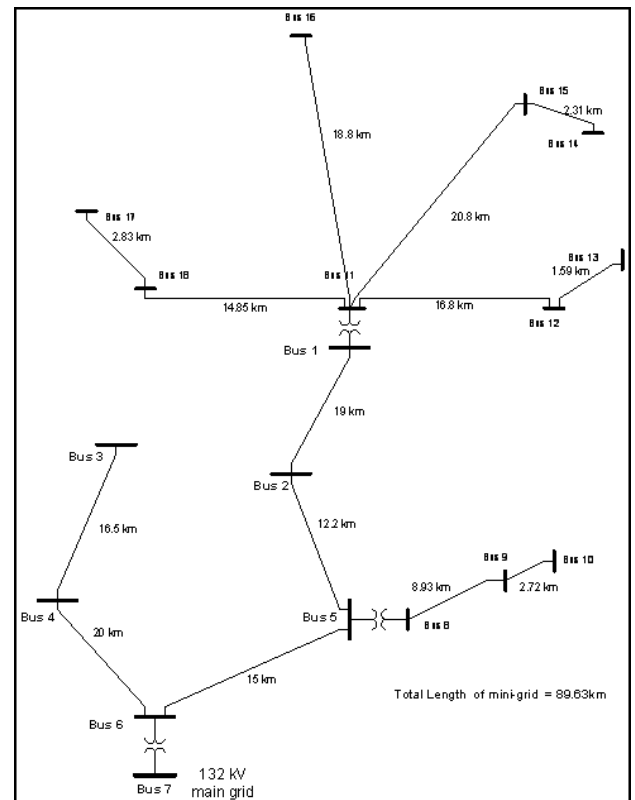 Bus 16
Bus 15
2.31 km
Bus 14
18.8 km
20.8 km
Bus 17
2.83 km
Bus 13
1.59 km
Bus 18
Bus 11
14.85 km
16.8 km
Bus 12
Bus 1
19 km
Bus 3
Bus 2
16.5 km
12.2 km
Bus 9
Bus 10
8.93 km
2.72 km
Bus 4
Bus 5
Bus 8
20 km
15 km
Total Length of mini-grid = 89.63km
Bus 6
132 kV
main grid
Bus 7